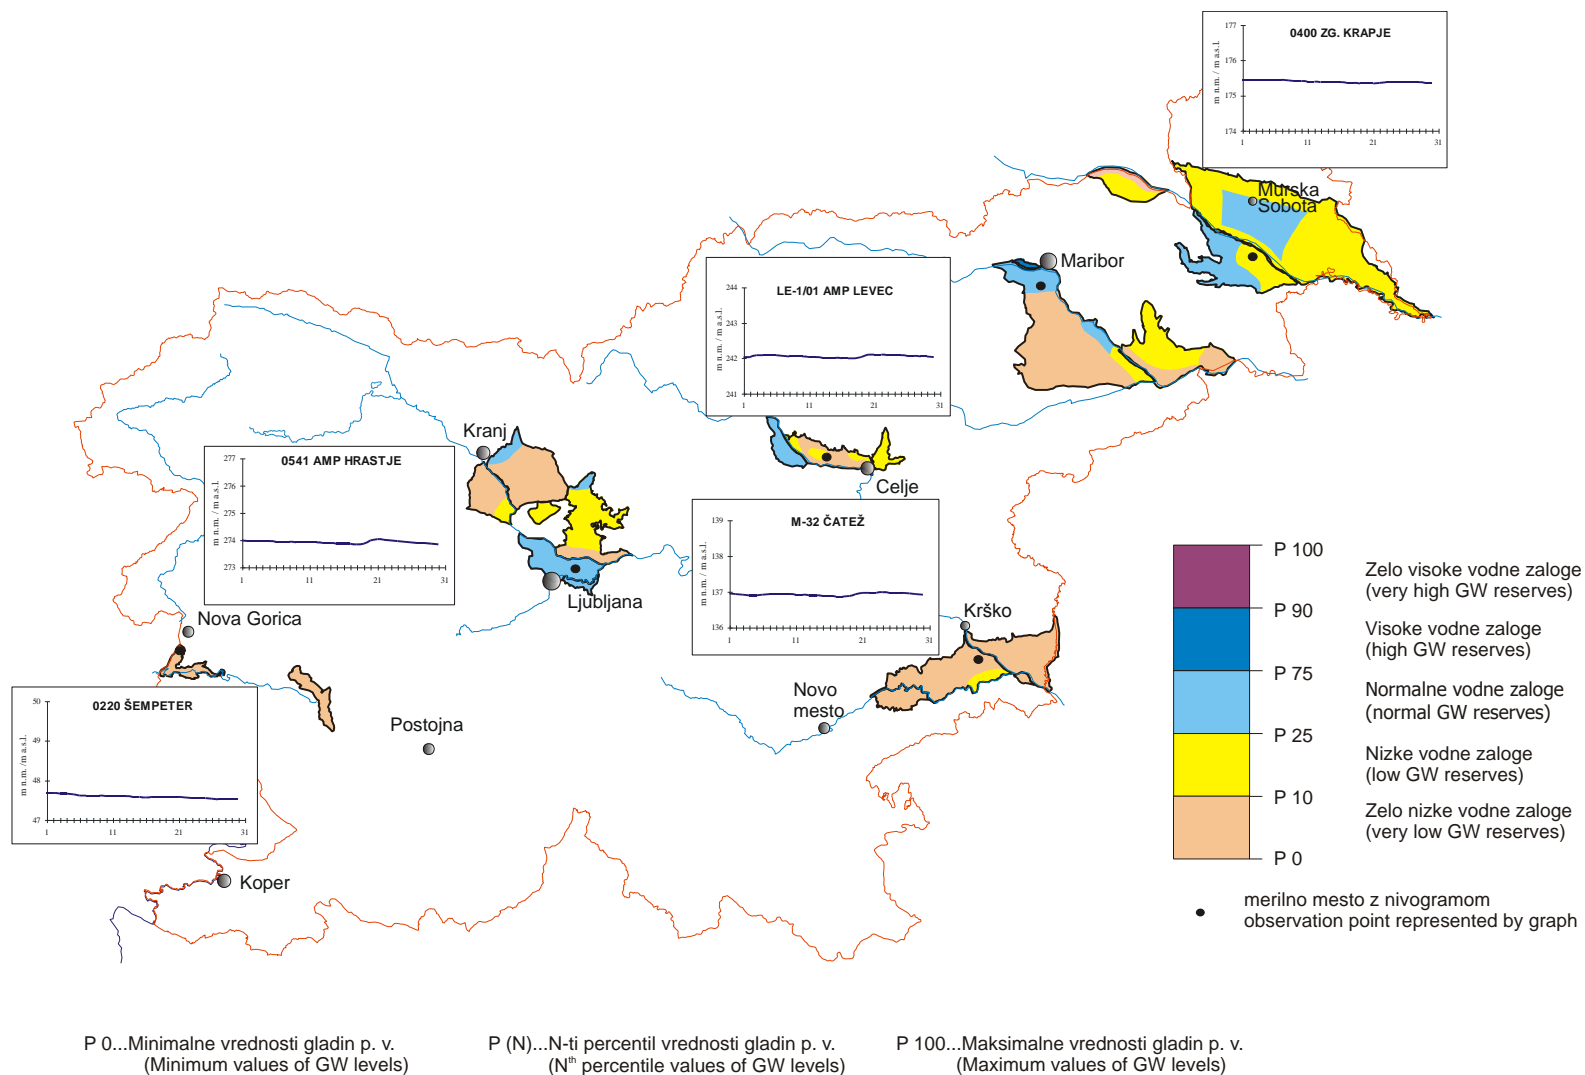 177
0400 ZG. KRAPJE
176
175
174
m n.m. / m a.s.l.
1
11
21
31
Murska
Sobota
Maribor
244
LE-1/01 AMP LEVEC
243
242
241
m n.m. / m a.s.l.
1
11
21
31
Kranj
277
0541 AMP HRASTJE
276
275
274
273
m n.m. / m a.s.l.
1
11
21
31
Celje
139
M-32 ČATEŽ
138
137
136
m n.m. / m a.s.l.
1
11
21
31
Ljubljana
Nova Gorica
Krško
50
0220 ŠEMPETER
49
48
47
m n.m. /m a.s.l.
1
11
21
31
Novo
mesto
Postojna
Koper
P 100
Zelo visoke vodne zaloge
(very high GW reserves)
P 90
Visoke vodne zaloge
(high GW reserves)
P 75
Normalne vodne zaloge
(normal GW reserves)
P 25
Nizke vodne zaloge
(low GW reserves)
P 10
Zelo nizke vodne zaloge
(very low GW reserves)
P 0
merilno mesto z nivogramom
observation point represented by graph
P 0...Minimalne vrednosti gladin p. v.
(Minimum values of GW levels)
P (N)...N-ti percentil vrednosti gladin p. v.
(Nth percentile values of GW levels)
P 100...Maksimalne vrednosti gladin p. v.
(Maximum values of GW levels)